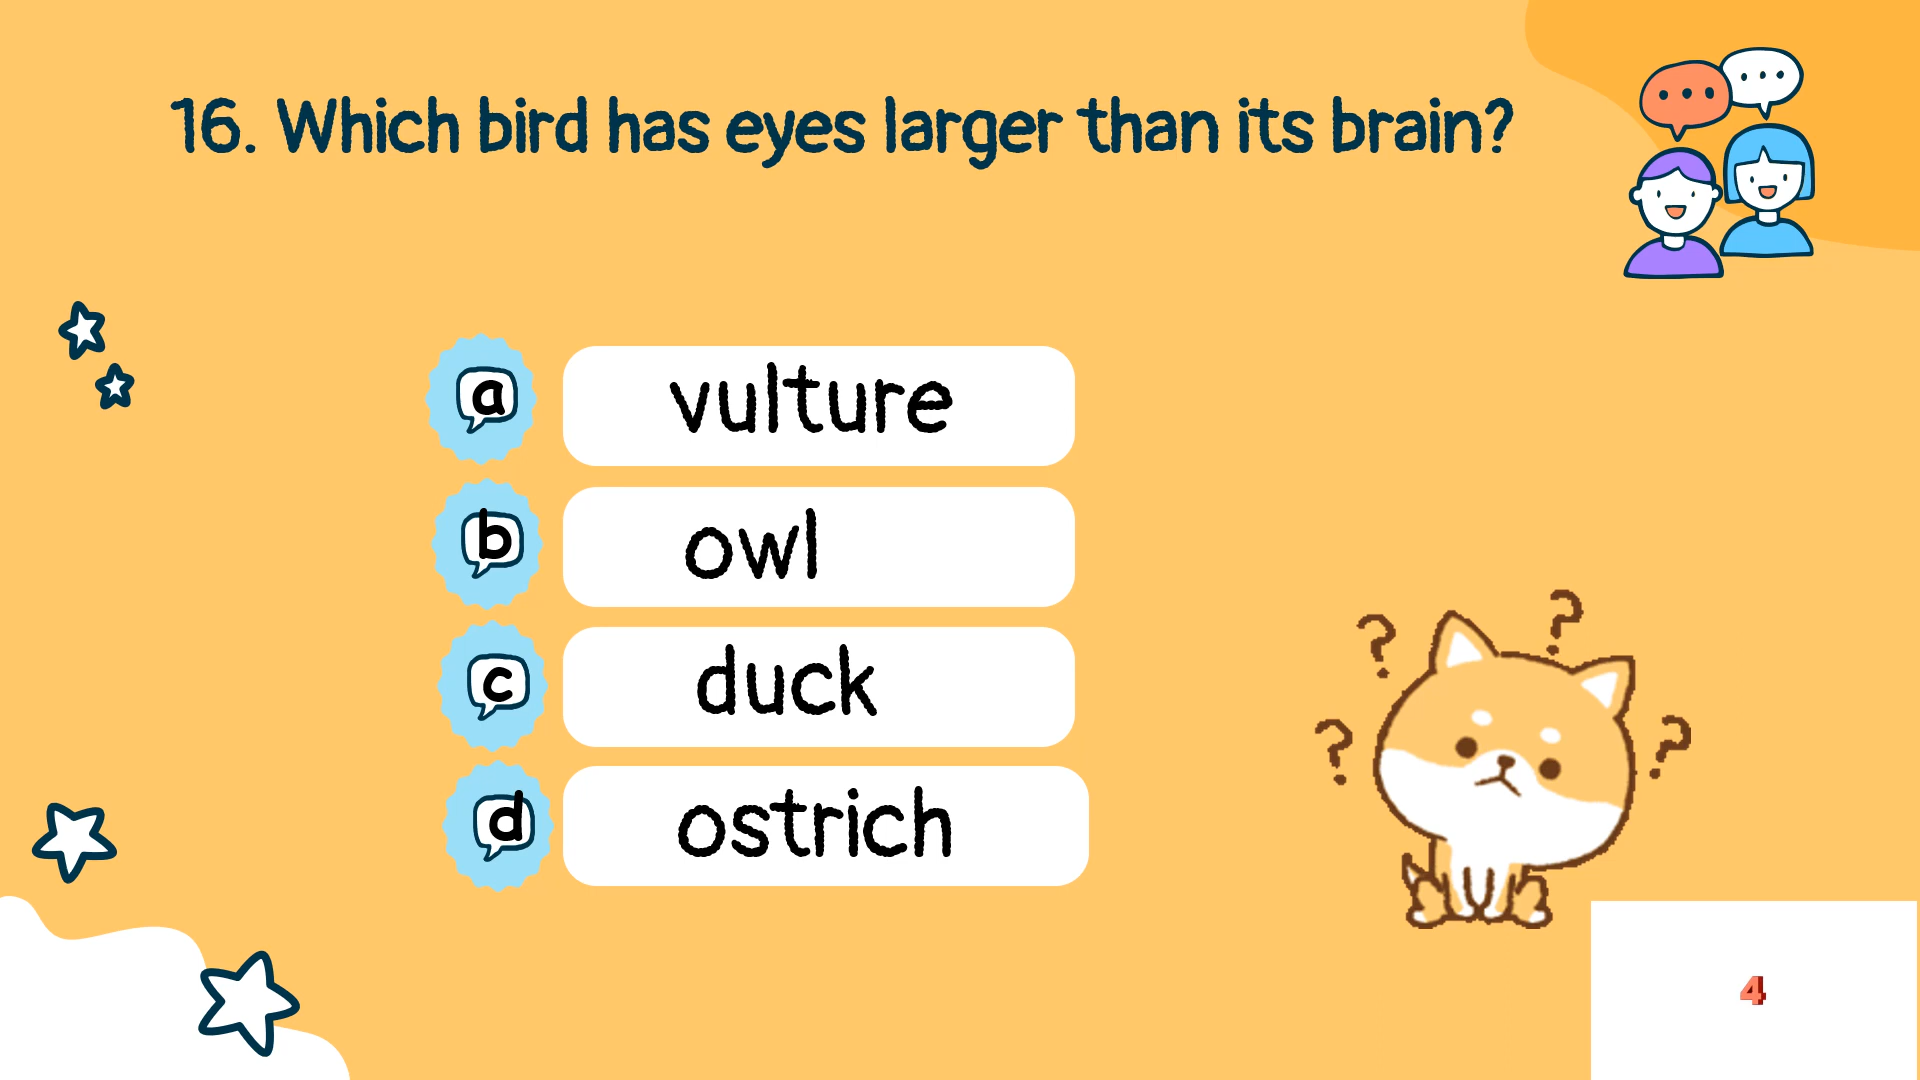 16. Which bird has eyes larger than its brain?
a vulture
b owl
c duck
d ostrich
? ? ? ?
4